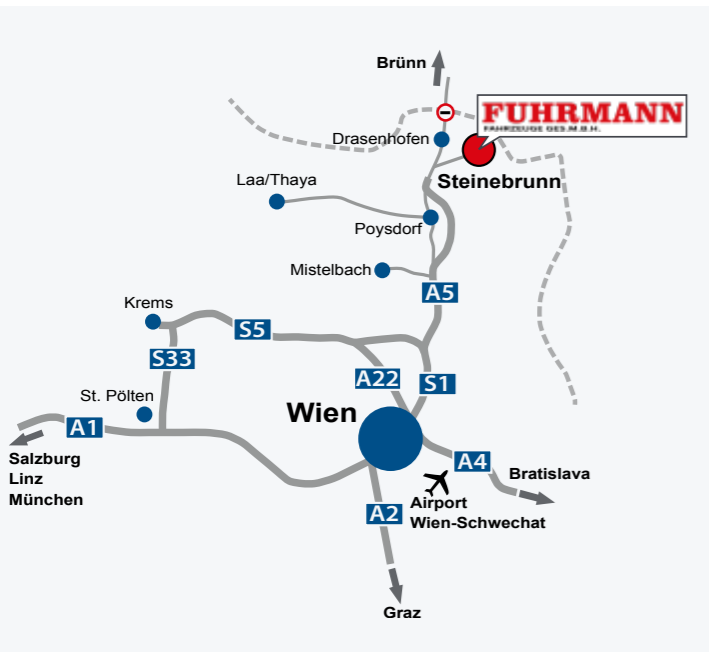 Brünn
FUHRMANN
FAHRZEUGE GES.M.B.H.
Drasenhofen
Steinebrunn
Laa/Thaya
Poysdorf
Mistelbach
A5
Krems
S5
S33
A22
S1
St. Pölten
Wien
A1
Salzburg
Linz
München
A4
Bratislava
Airport
Wien-Schwechat
A2
Graz